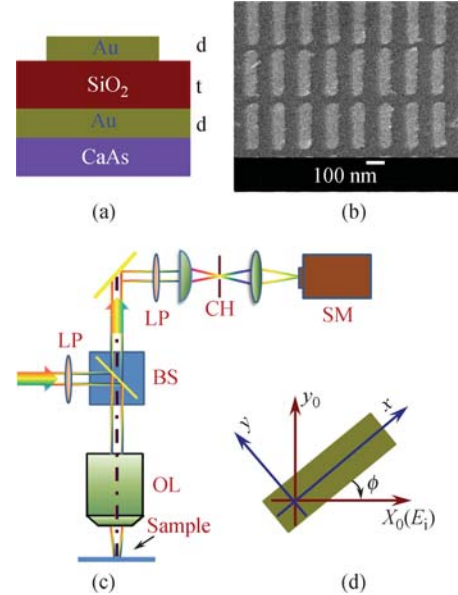 Au d
SiO₂ t
Au d
CaAs
(a)
100 nm
(b)
LP
CH
SM
LP
BS
OL
Sample
(c)
y₀
y
x
ϕ
X₀(Eᵢ)
(d)